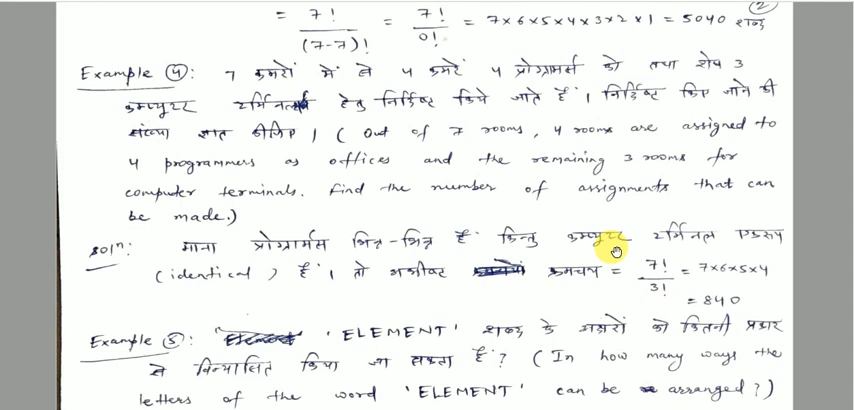 ②
= 7!/(7-7)! = 7!/0! = 7×6×5×4×3×2×1 = 5040 शब्द
Example ④: 7 कमरों में से 4 कमरें 4 प्रोग्रामर्स को तथा शेष 3
कम्प्यूटर टर्मिनल हेतु निर्दिष्ट किये जाते हैं। निर्दिष्ट किए जाने की
संख्या ज्ञात कीजिए। (Out of 7 rooms, 4 rooms are assigned to
4 programmers as offices and the remaining 3 rooms for
computer terminals. Find the number of assignments that can
be made.)
Solⁿ: माना प्रोग्रामर्स भिन्न-भिन्न हैं किन्तु कम्प्यूटर टर्मिनल एकरूप
(identical) हैं। तो अभीष्ट क्रमचय = 7!/3! = 7×6×5×4
= 840
Example ⑤: 'ELEMENT' शब्द के अक्षरों को कितनी प्रकार
से विन्यासित किया जा सकता है? (In how many ways the
letters of the word 'ELEMENT' can be arranged?)